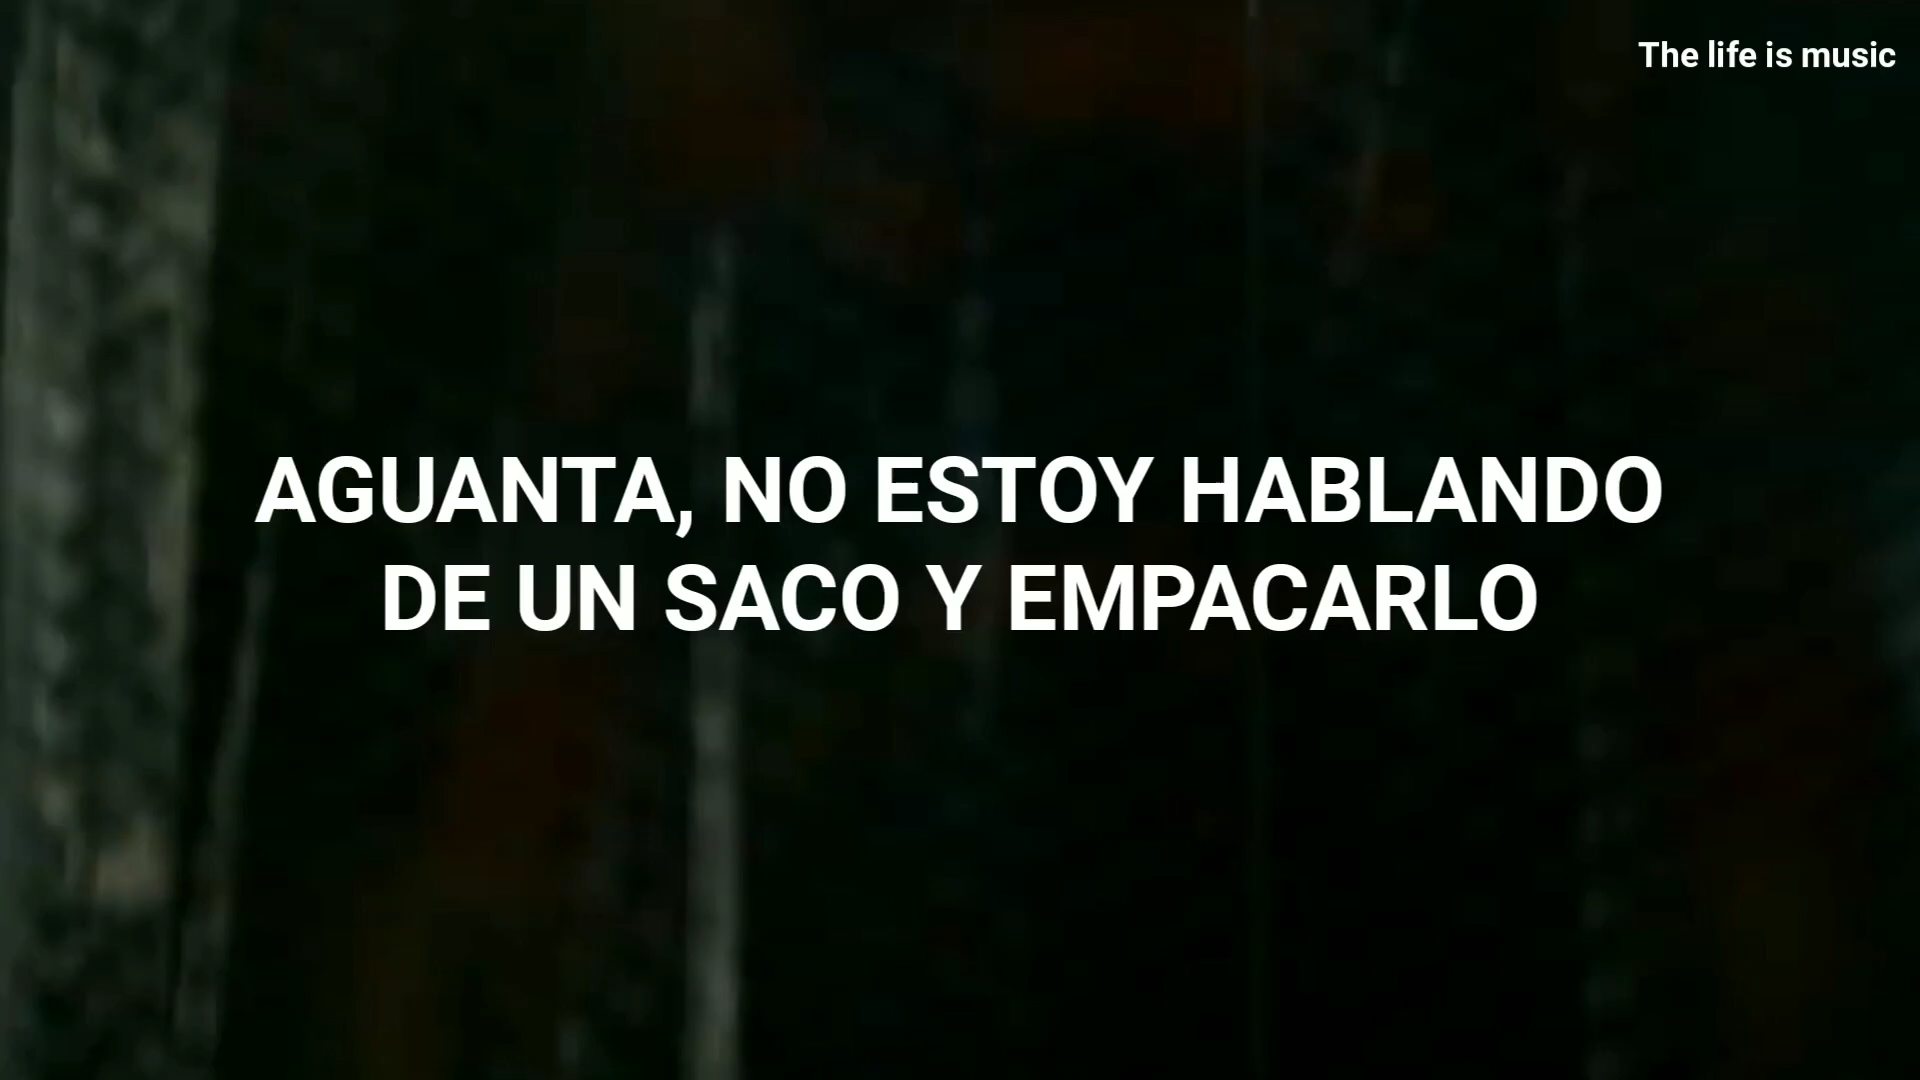 The life is music
AGUANTA, NO ESTOY HABLANDO
DE UN SACO Y EMPACARLO